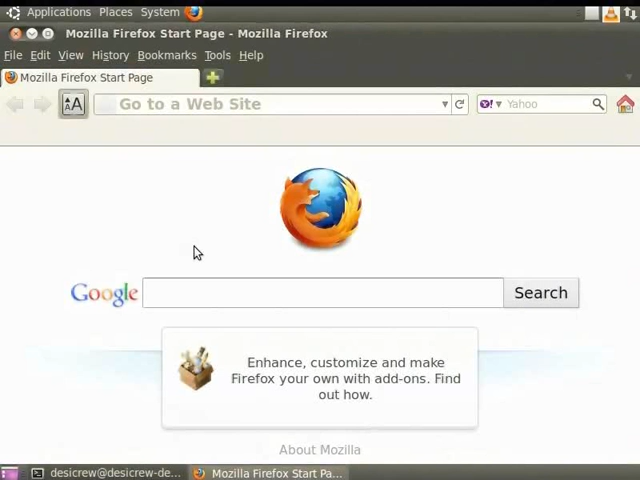 Applications Places System
Mozilla Firefox Start Page - Mozilla Firefox
File Edit View History Bookmarks Tools Help
Mozilla Firefox Start Page
AA Go to a Web Site Y! Yahoo
Google Search
Enhance, customize and make
Firefox your own with add-ons. Find
out how.
About Mozilla
desicrew@desicrew-de... Mozilla Firefox Start Pa...